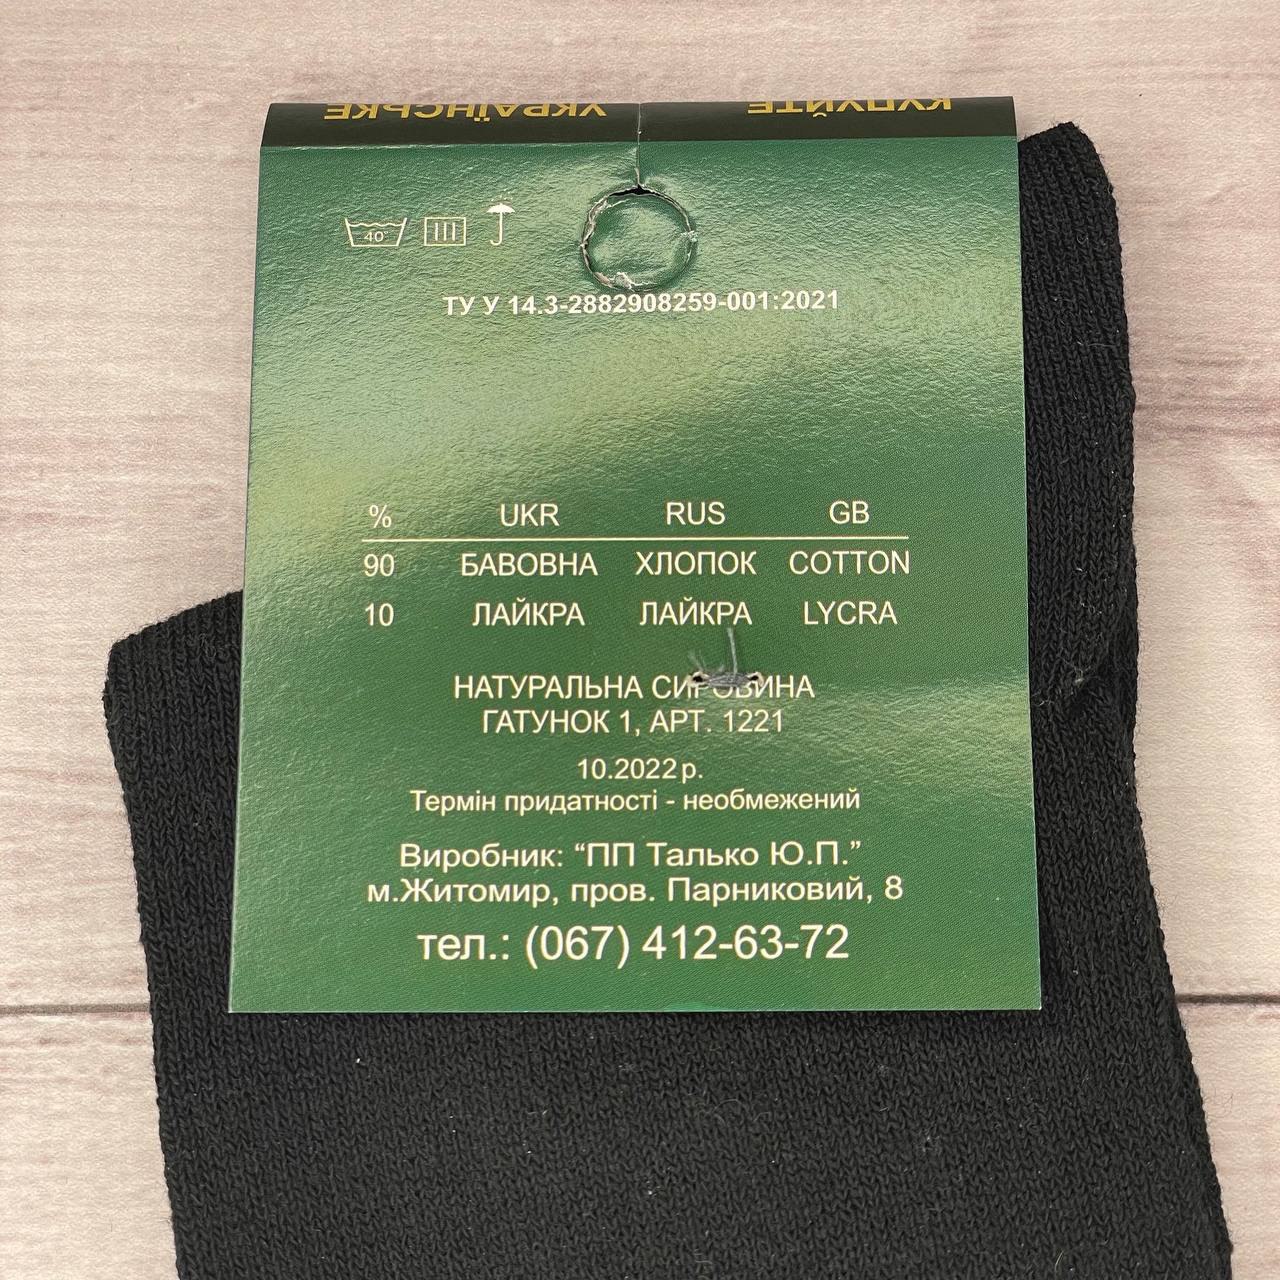 УКРАЇНСЬКЕ КУПУЙТЕ
40°
ТУ У 14.3-2882908259-001:2021
% UKR RUS GB
90 БАВОВНА ХЛОПОК COTTON
10 ЛАЙКРА ЛАЙКРА LYCRA
НАТУРАЛЬНА СИРОВИНА
ГАТУНОК 1, АРТ. 1221
10.2022 р.
Термін придатності - необмежений
Виробник: “ПП Талько Ю.П.”
м.Житомир, пров. Парниковий, 8
тел.: (067) 412-63-72